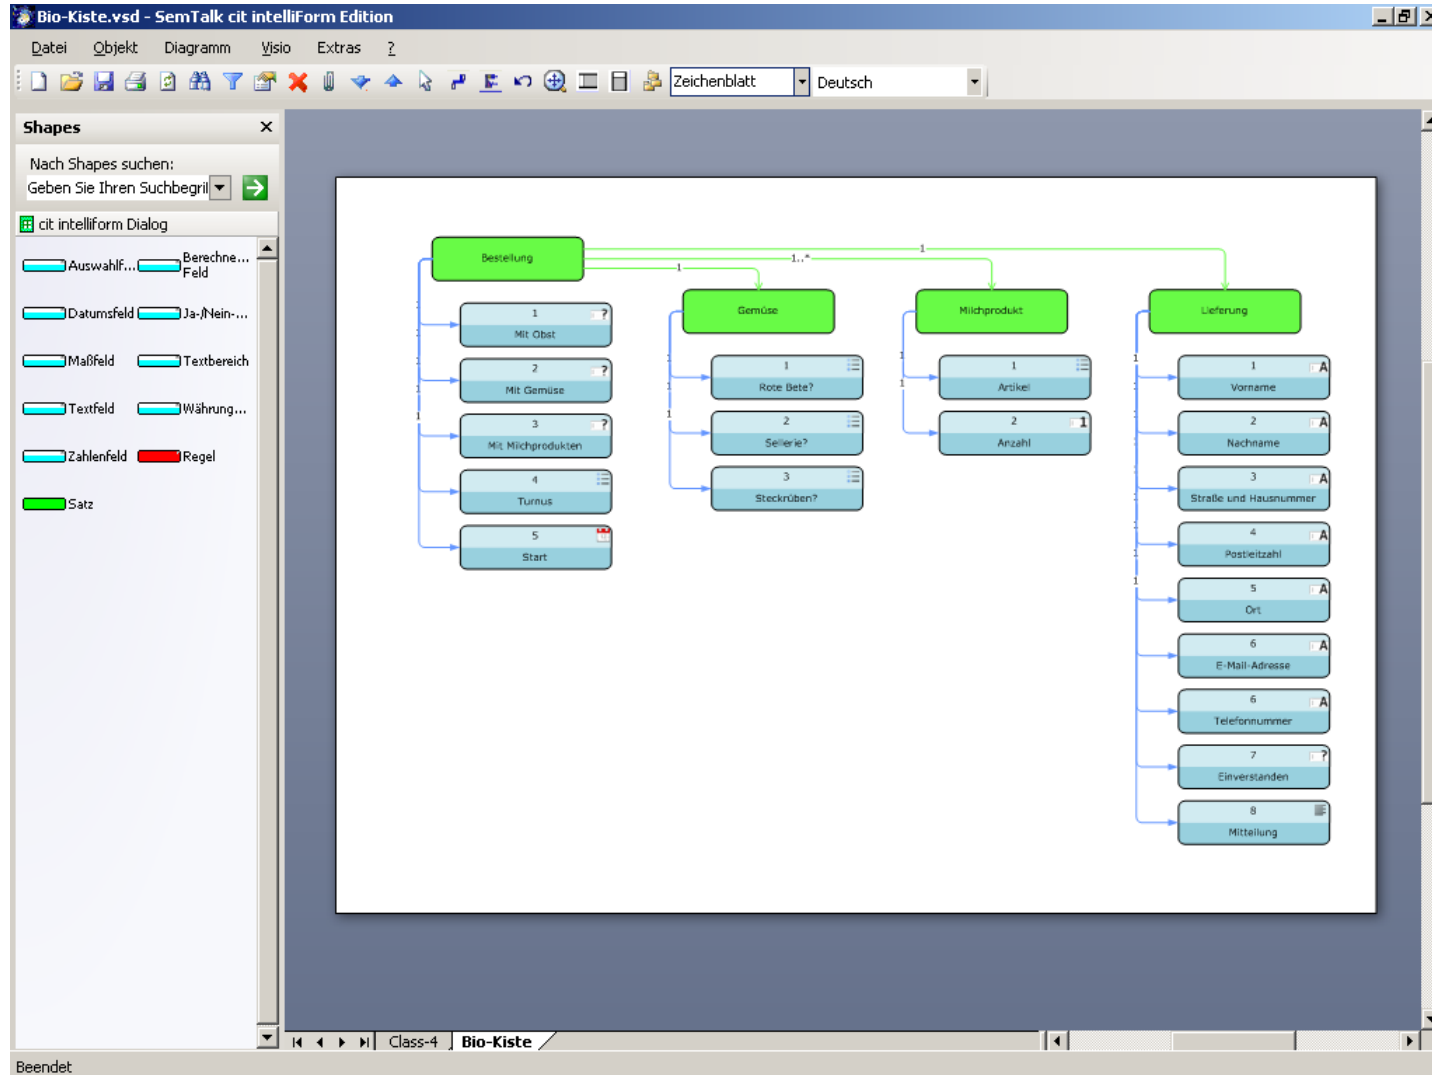 Bio-Kiste.vsd - SemTalk cit intelliForm Edition
Datei Objekt Diagramm Visio Extras ?
Zeichenblatt Deutsch
Shapes
Nach Shapes suchen:
Geben Sie Ihren Suchbegrif
cit intelliform Dialog
Auswahlf... Berechne... Feld
Datumsfeld Ja-/Nein-...
Maßfeld Textbereich
Textfeld Währung...
Zahlenfeld Regel
Satz
Bestellung
1
1..*
1
1
Mit Obst
2
Mit Gemüse
3
Mit Milchprodukten
4
Turnus
5
Start
Gemüse
1
Rote Bete?
2
Sellerie?
3
Steckrüben?
Milchprodukt
1
Artikel
2
Anzahl
Lieferung
1
Vorname
2
Nachname
3
Straße und Hausnummer
4
Postleitzahl
5
Ort
6
E-Mail-Adresse
6
Telefonnummer
7
Einverstanden
8
Mitteilung
Class-4 Bio-Kiste
Beendet